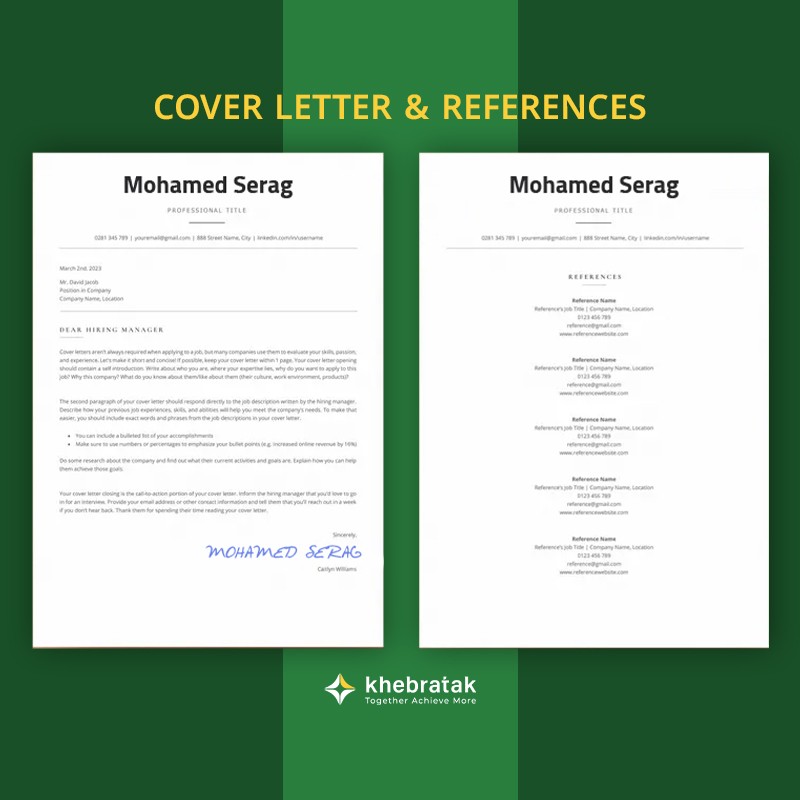 COVER LETTER & REFERENCES
Mohamed Serag
PROFESSIONAL TITLE
0281 345 789 | youremail@gmail.com | 888 Street Name, City | linkedin.com/in/username
March 2nd, 2023
Mr. David Jacob
Position in Company
Company Name, Location
DEAR HIRING MANAGER
Cover letters aren't always required when applying to a job, but many companies use them to evaluate your (skills, passion,
and experience. Let's make it short and concise! If possible, keep your cover letter within 1 page. Your cover letter opening
should contain a self introduction. Write about who you are, where your expertise lies, why do you want to apply to this
job? Why this company? What do you know about them/like about them (their culture, work environment, products)?
The second paragraph of your cover letter should respond directly to the job description written by the hiring manager.
Describe how your previous job experiences, skills, and abilities will help you meet the company's needs. To make that
easier, you should include exact words and phrases from the job descriptions in your cover letter.
• You can include a bulleted list of your accomplishments
• Make sure to use numbers or percentages to emphasize your bullet points (e.g. increased online revenue by 16%)
Do some research about the company and find out what their current activities and goals are. Explain how you can help
them achieve those goals.
Your cover letter closing is the call-to-action portion of your cover letter. Inform the hiring manager that you'd love to go
in for an interview. Provide your email address or other contact information and tell them that you'll reach out in a week
if you don't hear back. Thank them for spending their time reading your cover letter.
Sincerely,
MOHAMED SERAG
Caitlyn Williams
Mohamed Serag
PROFESSIONAL TITLE
0281 345 789 | youremail@gmail.com | 888 Street Name, City | linkedin.com/in/username
REFERENCES
Reference Name
Reference's Job Title | Company Name, Location
0123 456 789
reference@gmail.com
www.referencewebsite.com
Reference Name
Reference's Job Title | Company Name, Location
0123 456 789
reference@gmail.com
www.referencewebsite.com
Reference Name
Reference's Job Title | Company Name, Location
0123 456 789
reference@gmail.com
www.referencewebsite.com
Reference Name
Reference's Job Title | Company Name, Location
0123 456 789
reference@gmail.com
www.referencewebsite.com
Reference Name
Reference's Job Title | Company Name, Location
0123 456 789
reference@gmail.com
www.referencewebsite.com
khebratak
Together Achieve More